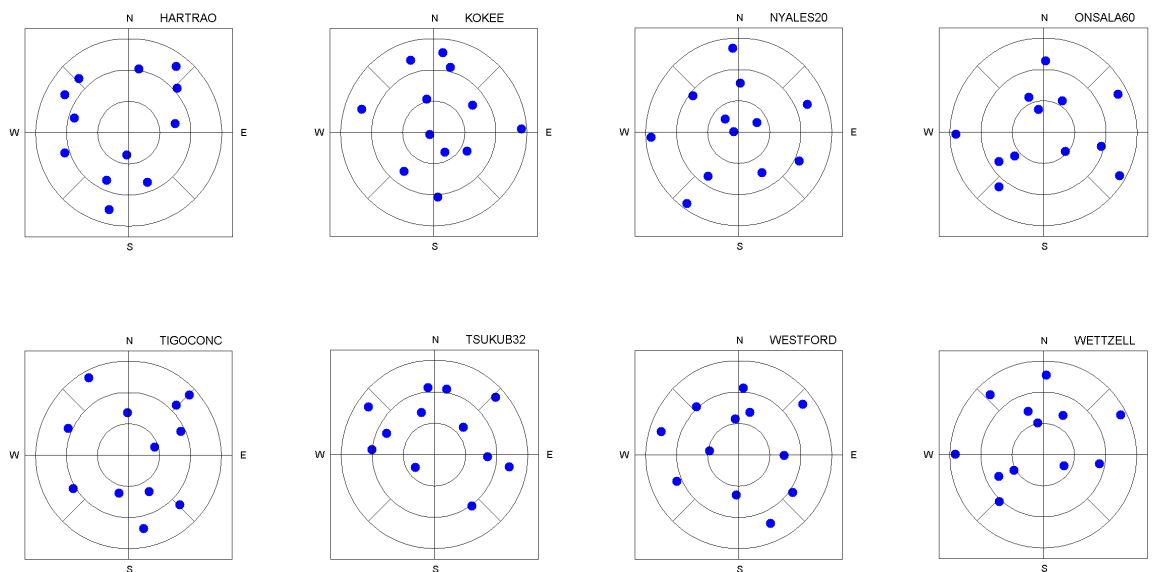 N HARTRAO
W E
S
N KOKEE
W E
S
N NYALES20
W E
S
N ONSALA60
W E
S
N TIGOCONC
W E
S
N TSUKUB32
W E
S
N WESTFORD
W E
S
N WETTZELL
W E
S